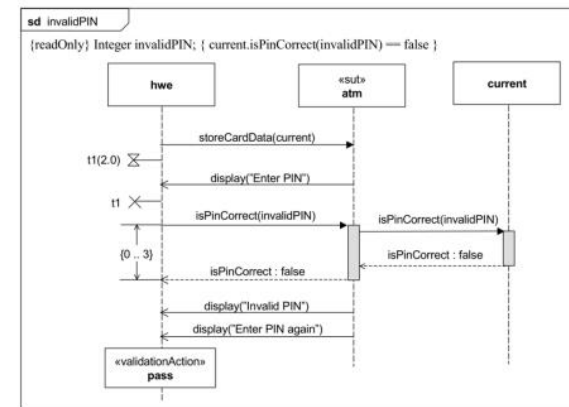 sd invalidPIN
{readOnly} Integer invalidPIN; { current.isPinCorrect(invalidPIN) == false }
hwe
«sut»
atm
current
storeCardData(current)
t1(2.0)
display("Enter PIN")
t1
isPinCorrect(invalidPIN)
isPinCorrect(invalidPIN)
{0 .. 3}
isPinCorrect : false
isPinCorrect : false
display("Invalid PIN")
display("Enter PIN again")
«validationAction»
pass